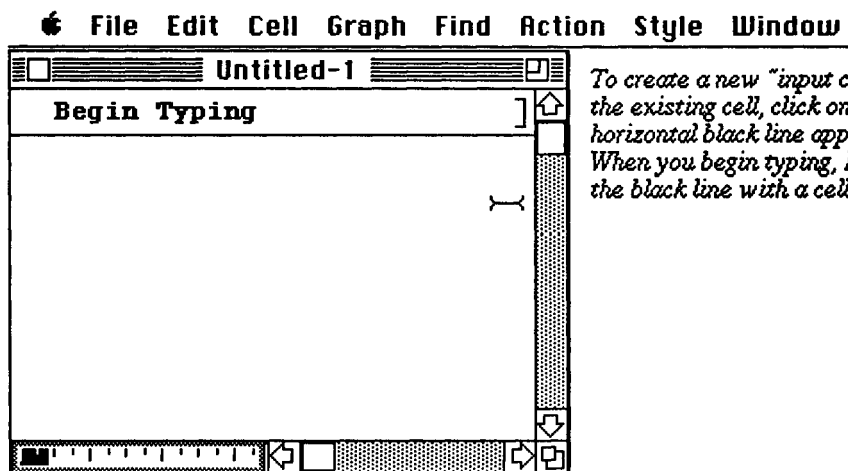 File Edit Cell Graph Find Action Style Window
Untitled-1
Begin Typing
To create a new "input c
the existing cell, click on
horizontal black line app
When you begin typing,
the black line with a cell